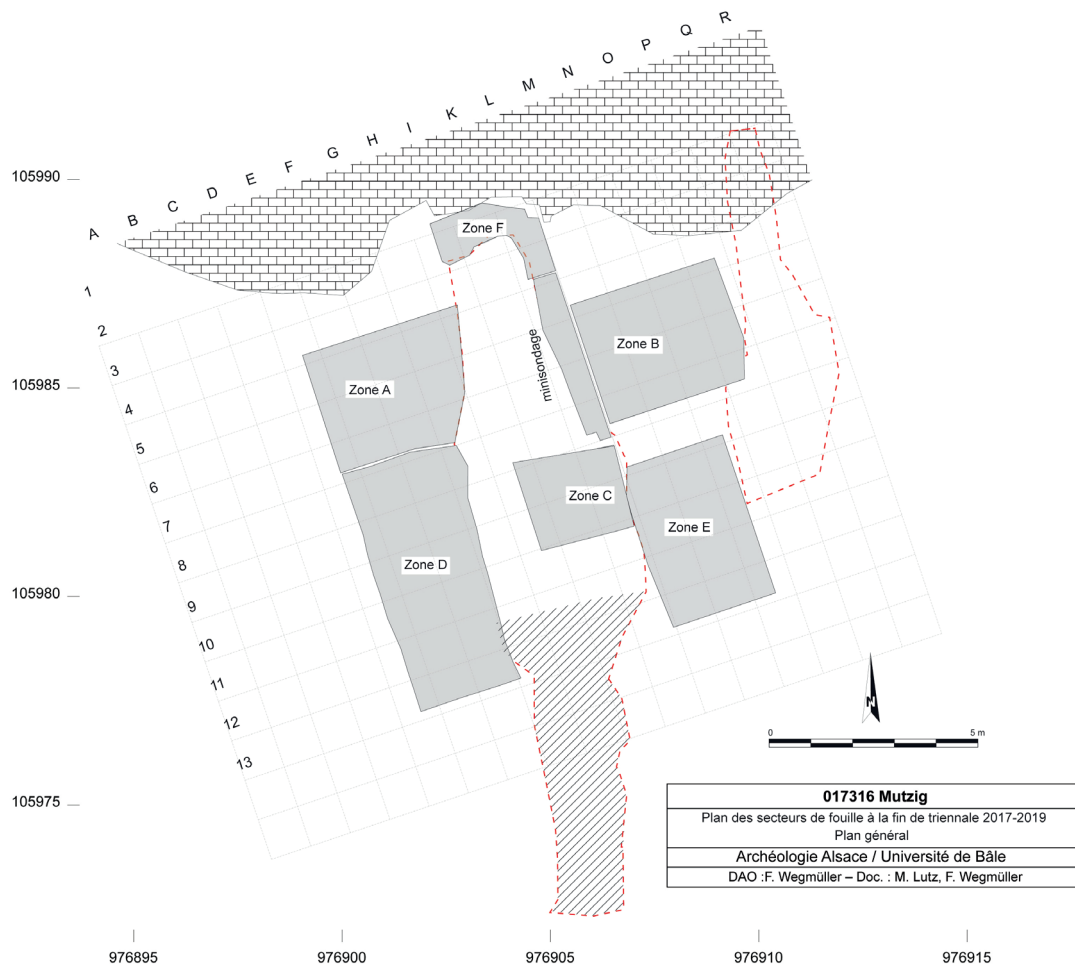 A
B
C
D
E
F
G
H
I
K
L
M
N
O
P
Q
R
1
2
3
4
5
6
7
8
9
10
11
12
13
105990
105985
105980
105975
976895
976900
976905
976910
976915
Zone F
Zone B
Zone A
minisondage
Zone C
Zone E
Zone D
N
0
5 m
017316 Mutzig
Plan des secteurs de fouille à la fin de triennale 2017-2019
Plan général
Archéologie Alsace / Université de Bâle
DAO :F. Wegmüller – Doc. : M. Lutz, F. Wegmüller